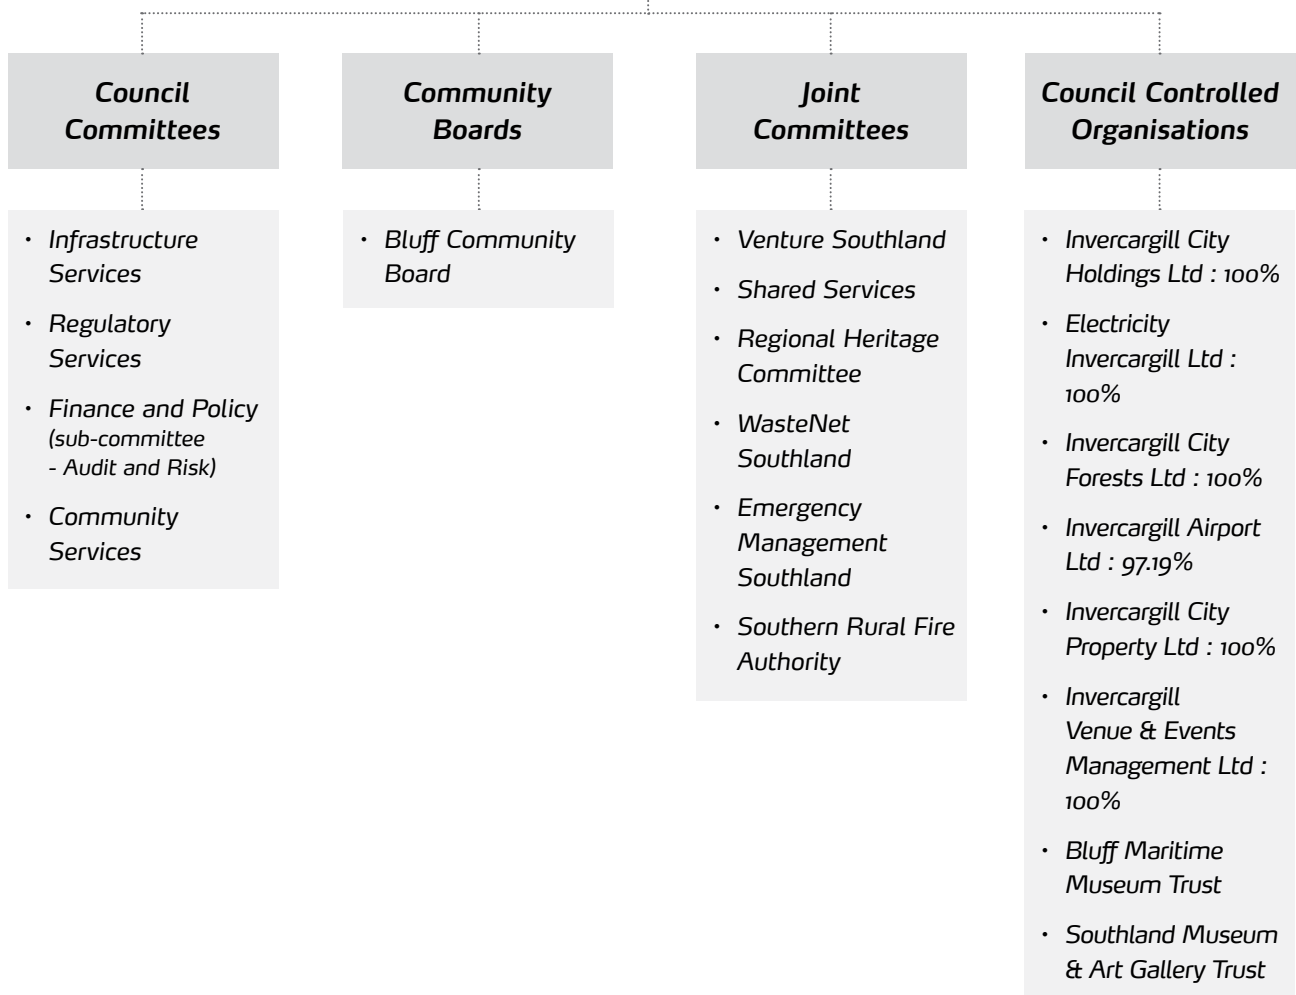 Council
Committees
• Infrastructure
Services
• Regulatory
Services
• Finance and Policy
(sub-committee
- Audit and Risk)
• Community
Services
Community
Boards
• Bluff Community
Board
Joint
Committees
• Venture Southland
• Shared Services
• Regional Heritage
Committee
• WasteNet
Southland
• Emergency
Management
Southland
• Southern Rural Fire
Authority
Council Controlled
Organisations
• Invercargill City
Holdings Ltd : 100%
• Electricity
Invercargill Ltd :
100%
• Invercargill City
Forests Ltd : 100%
• Invercargill Airport
Ltd : 97.19%
• Invercargill City
Property Ltd : 100%
• Invercargill
Venue & Events
Management Ltd :
100%
• Bluff Maritime
Museum Trust
• Southland Museum
& Art Gallery Trust